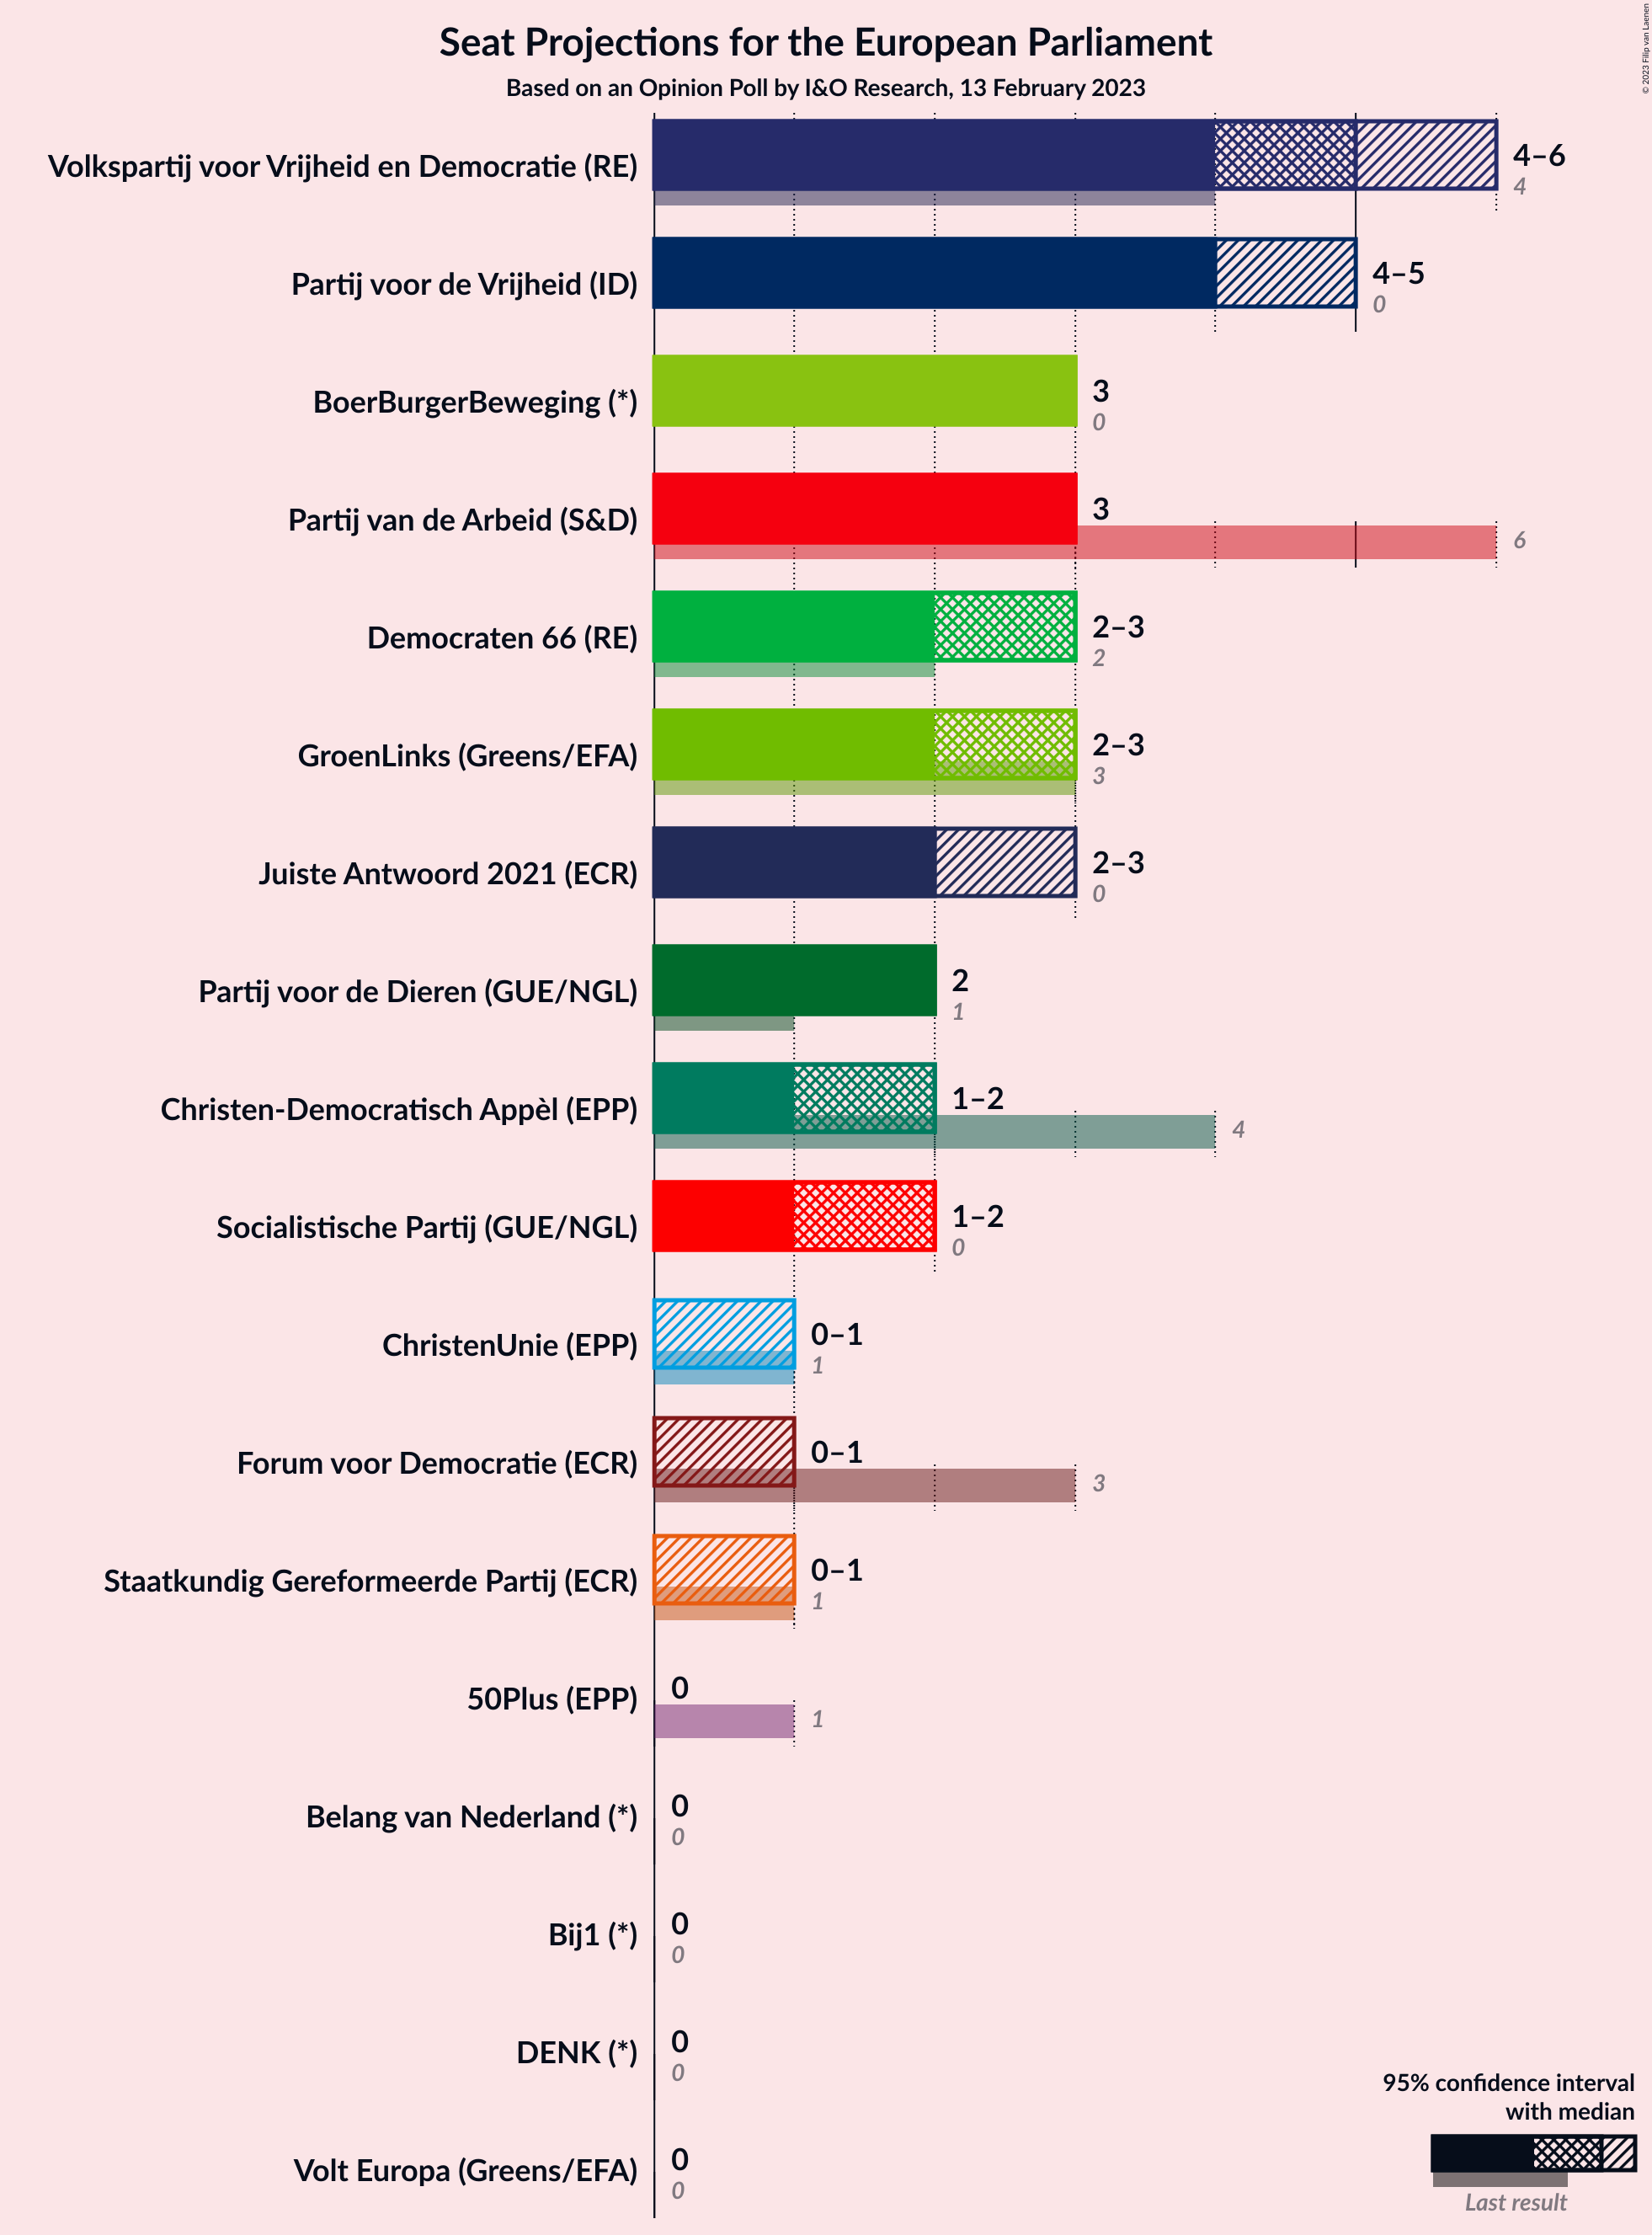 Seat Projections for the European Parliament
Based on an Opinion Poll by I&O Research, 13 February 2023
© 2023 Filip van Laenen
Volkspartij voor Vrijheid en Democratie (RE)
4–6
4
Partij voor de Vrijheid (ID)
4–5
0
BoerBurgerBeweging (*)
3
0
Partij van de Arbeid (S&D)
3
6
Democraten 66 (RE)
2–3
2
GroenLinks (Greens/EFA)
2–3
3
Juiste Antwoord 2021 (ECR)
2–3
0
Partij voor de Dieren (GUE/NGL)
2
1
Christen-Democratisch Appèl (EPP)
1–2
4
Socialistische Partij (GUE/NGL)
1–2
0
ChristenUnie (EPP)
0–1
1
Forum voor Democratie (ECR)
0–1
3
Staatkundig Gereformeerde Partij (ECR)
0–1
1
50Plus (EPP)
0
1
Belang van Nederland (*)
0
0
Bij1 (*)
0
0
DENK (*)
0
0
Volt Europa (Greens/EFA)
0
0
95% confidence interval
with median
Last result